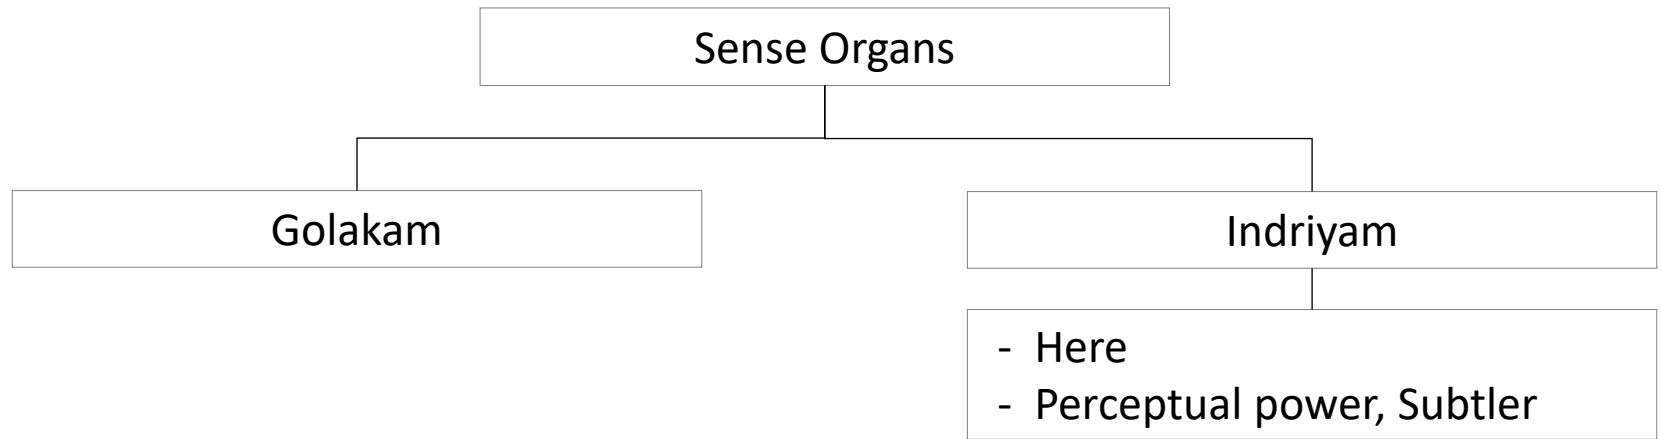 Sense Organs
Golakam
Indriyam
- Here
- Perceptual power, Subtler